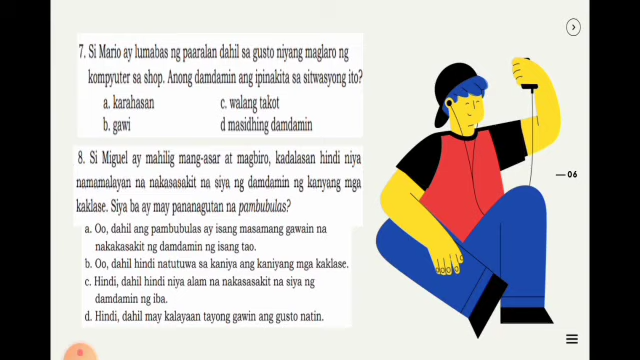 7. Si Mario ay lumabas ng paaralan dahil sa gusto niyang maglaro ng
kompyuter sa shop. Anong damdamin ang ipinakita sa sitwasyong ito?
a. karahasan c. walang takot
b. gawi d masidhing damdamin
8. Si Miguel ay mahilig mang-asar at magbiro, kadalasan hindi niya
namamalayan na nakasasakit na siya ng damdamin ng kanyang mga
kaklase. Siya ba ay may pananagutan na pambubulas?
a. Oo, dahil ang pambubulas ay isang masamang gawain na
nakakasakit ng damdamin ng isang tao.
b. Oo, dahil hindi natutuwa sa kaniya ang kaniyang mga kaklase.
c. Hindi, dahil hindi niya alam na nakasasakit na siya ng
damdamin ng iba.
d. Hindi, dahil may kalayaan tayong gawin ang gusto natin.
— 06